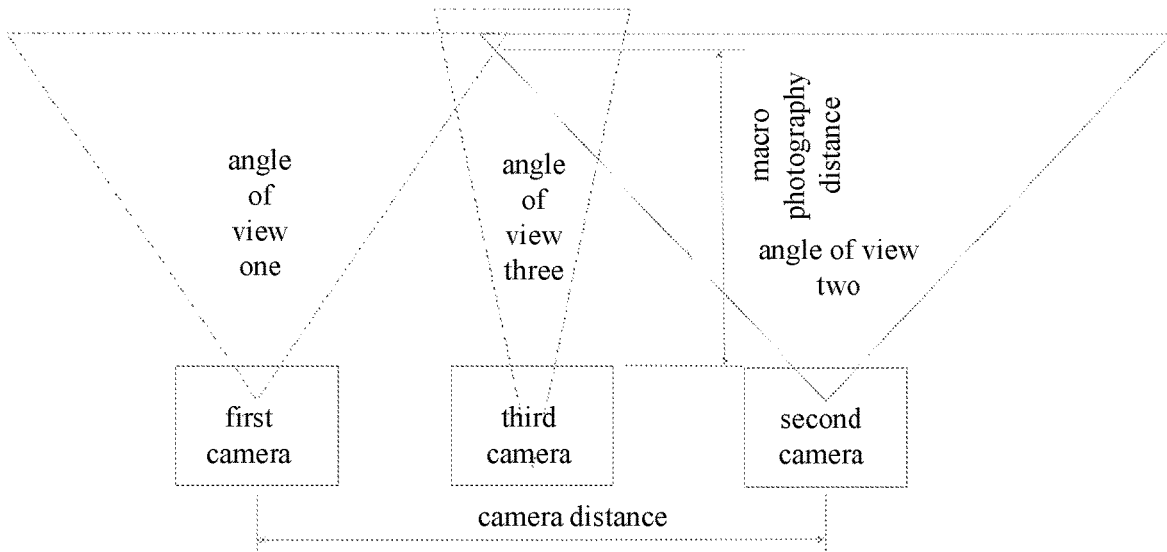 angle
of
view
one
angle
of
view
three
macro
photography
distance
angle of view
two
first
camera
third
camera
second
camera
camera distance